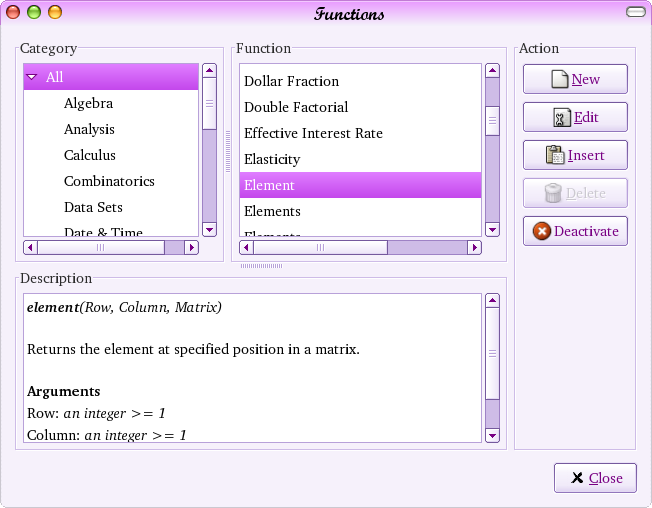 Functions
Category
All
Algebra
Analysis
Calculus
Combinatorics
Data Sets
Date & Time
Function
Dollar Fraction
Double Factorial
Effective Interest Rate
Elasticity
Element
Elements
Elements
Action
New
Edit
Insert
Delete
Deactivate
Description
element(Row, Column, Matrix)
Returns the element at specified position in a matrix.
Arguments
Row: an integer >= 1
Column: an integer >= 1
Close